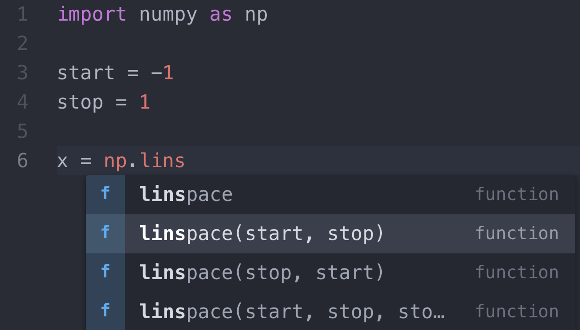 1 import numpy as np
2
3 start = -1
4 stop = 1
5
6 x = np.lins
f linspace function
f linspace(start, stop) function
f linspace(stop, start) function
f linspace(start, stop, sto… function